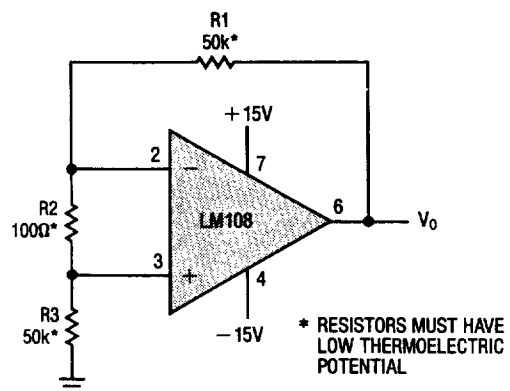 R1
50k*
+15V
2
7
−
R2
100Ω*
LM108
6
V₀
3
+
4
R3
50k*
−15V
* RESISTORS MUST HAVE
LOW THERMOELECTRIC
POTENTIAL